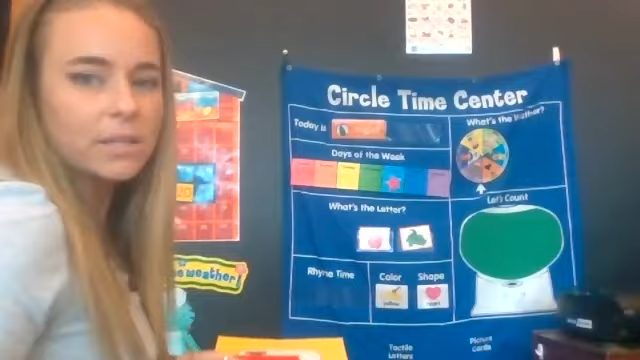 Circle Time Center
Today is
What's the Weather?
Days of the Week
What's the Letter?
Let's Count
Rhyme Time
Color
Shape
yellow
heart
Tactile
Letters
Picture
Cards
weather!